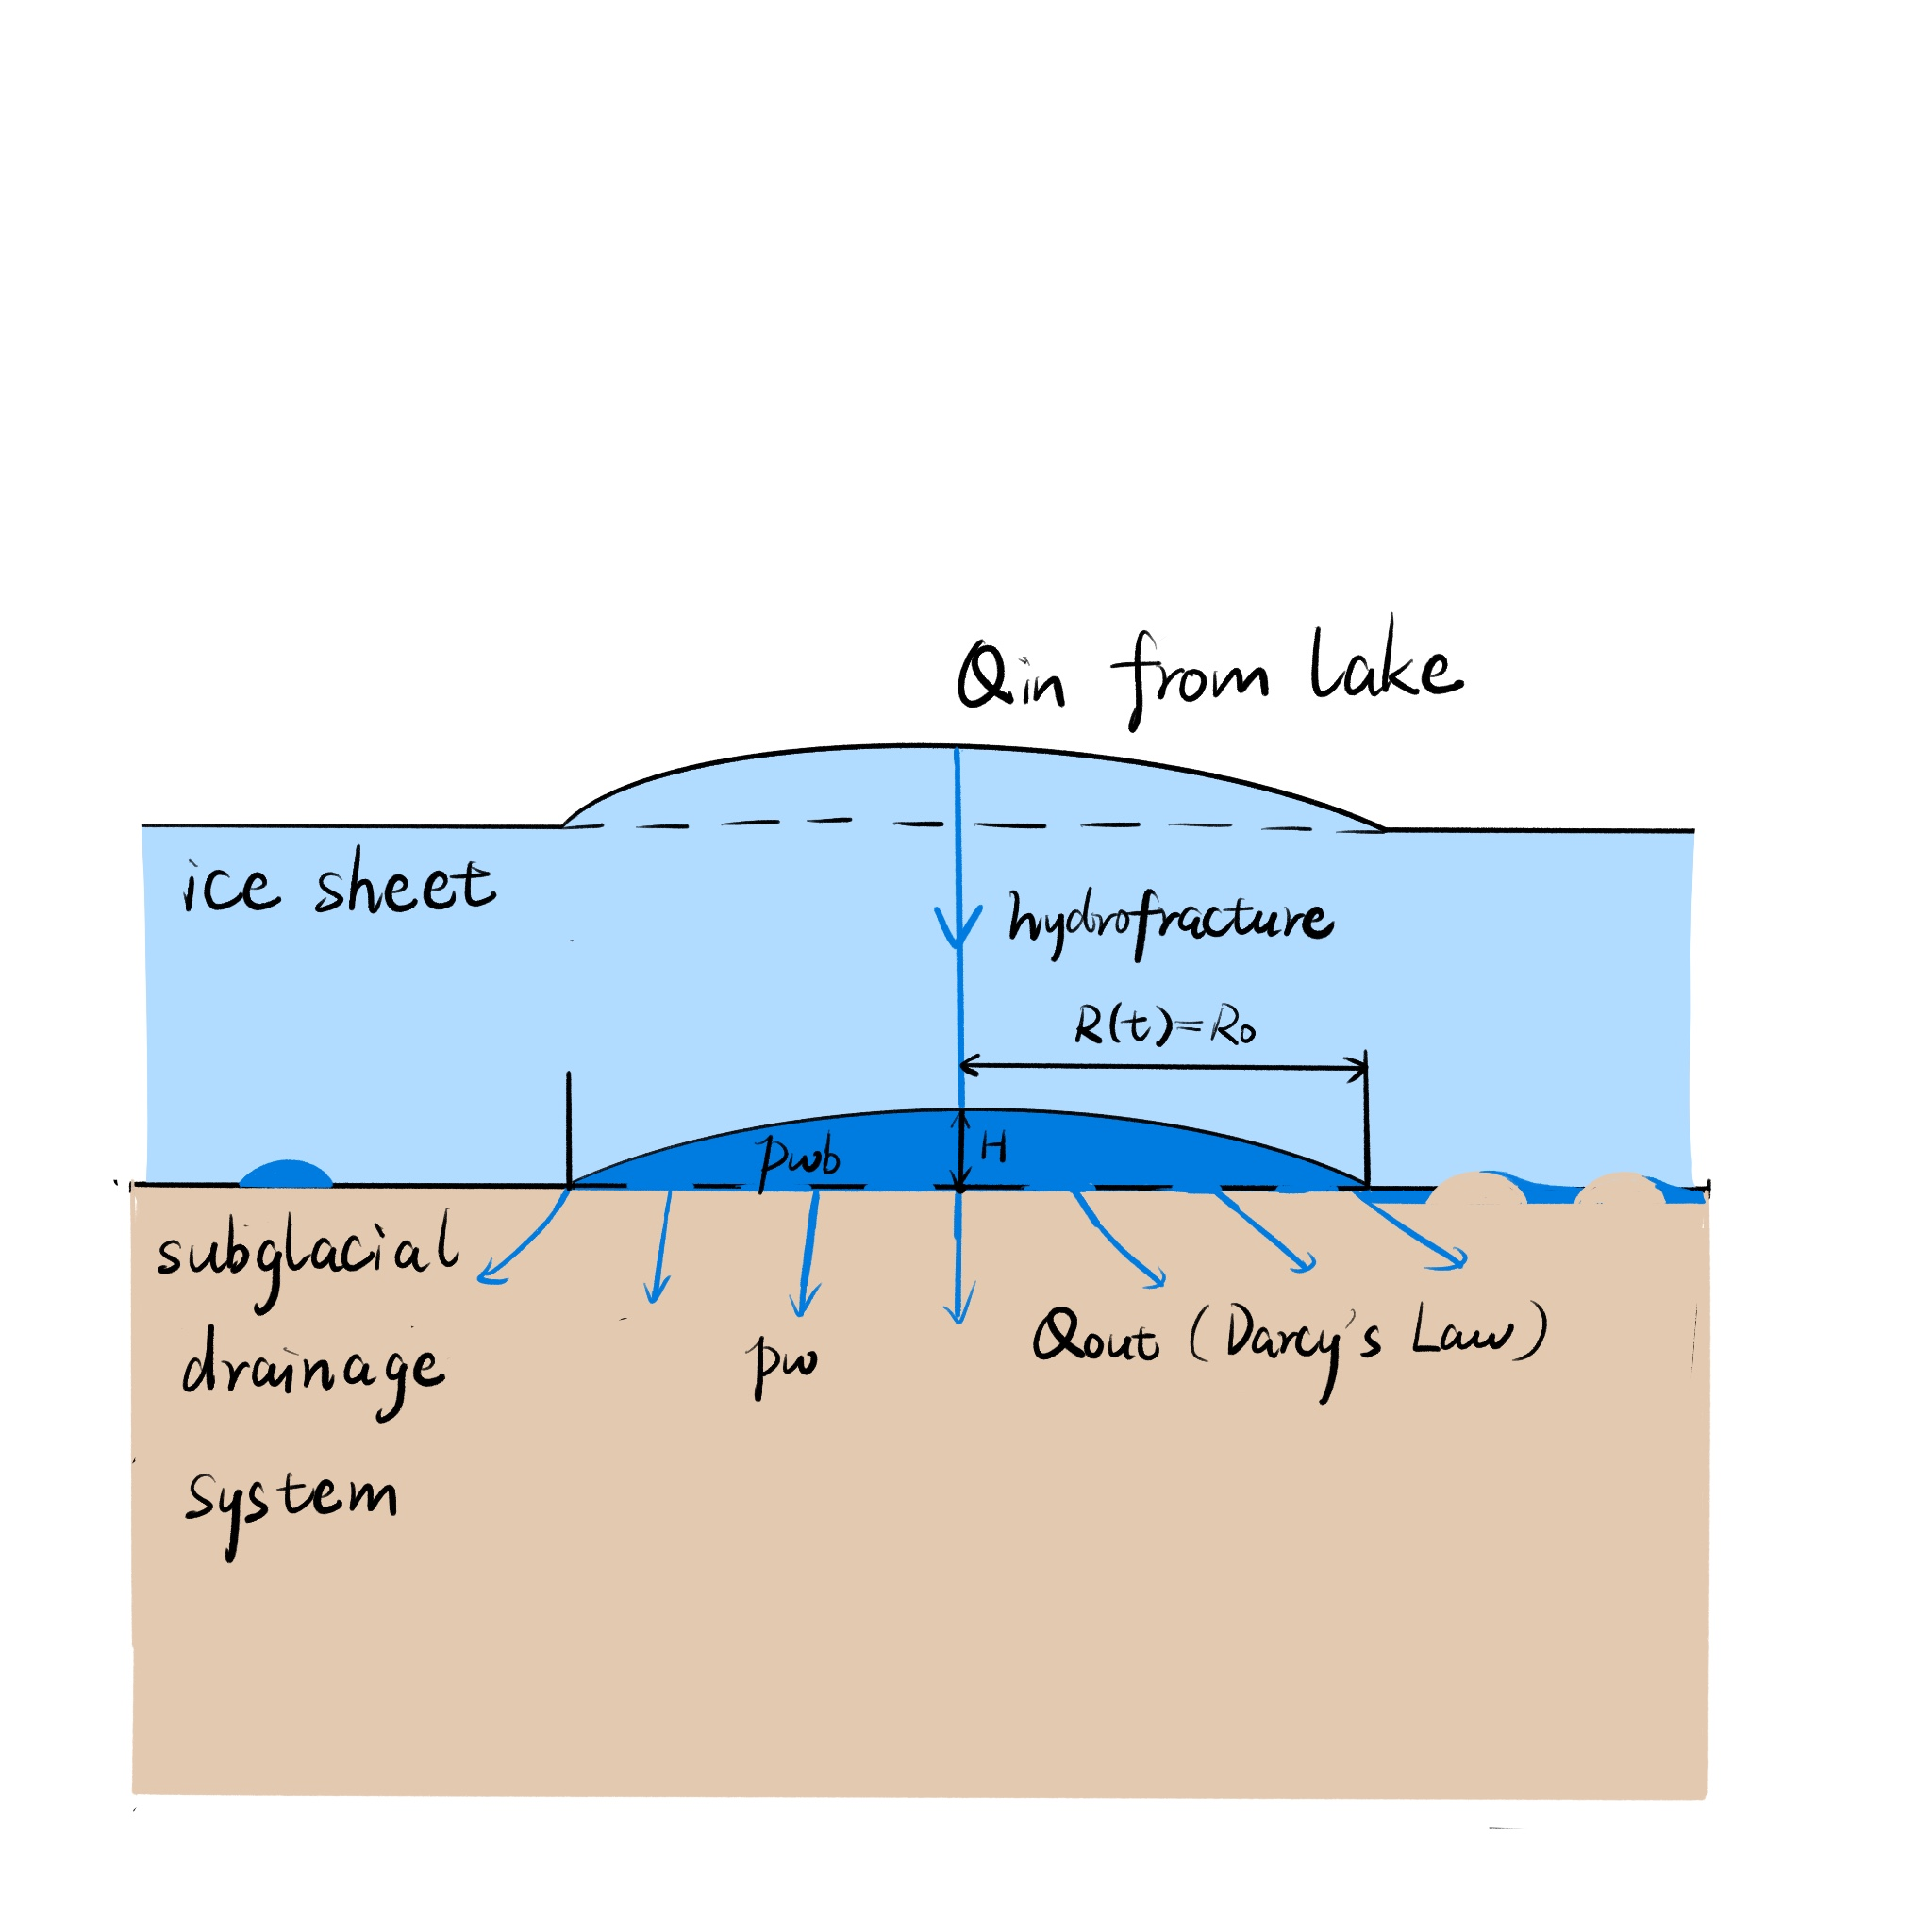 Qin from lake
ice sheet
hydrofracture
R(t)=R0
pwb
H
subglacial
drainage
system
pw
Qout (Darcy's Law)